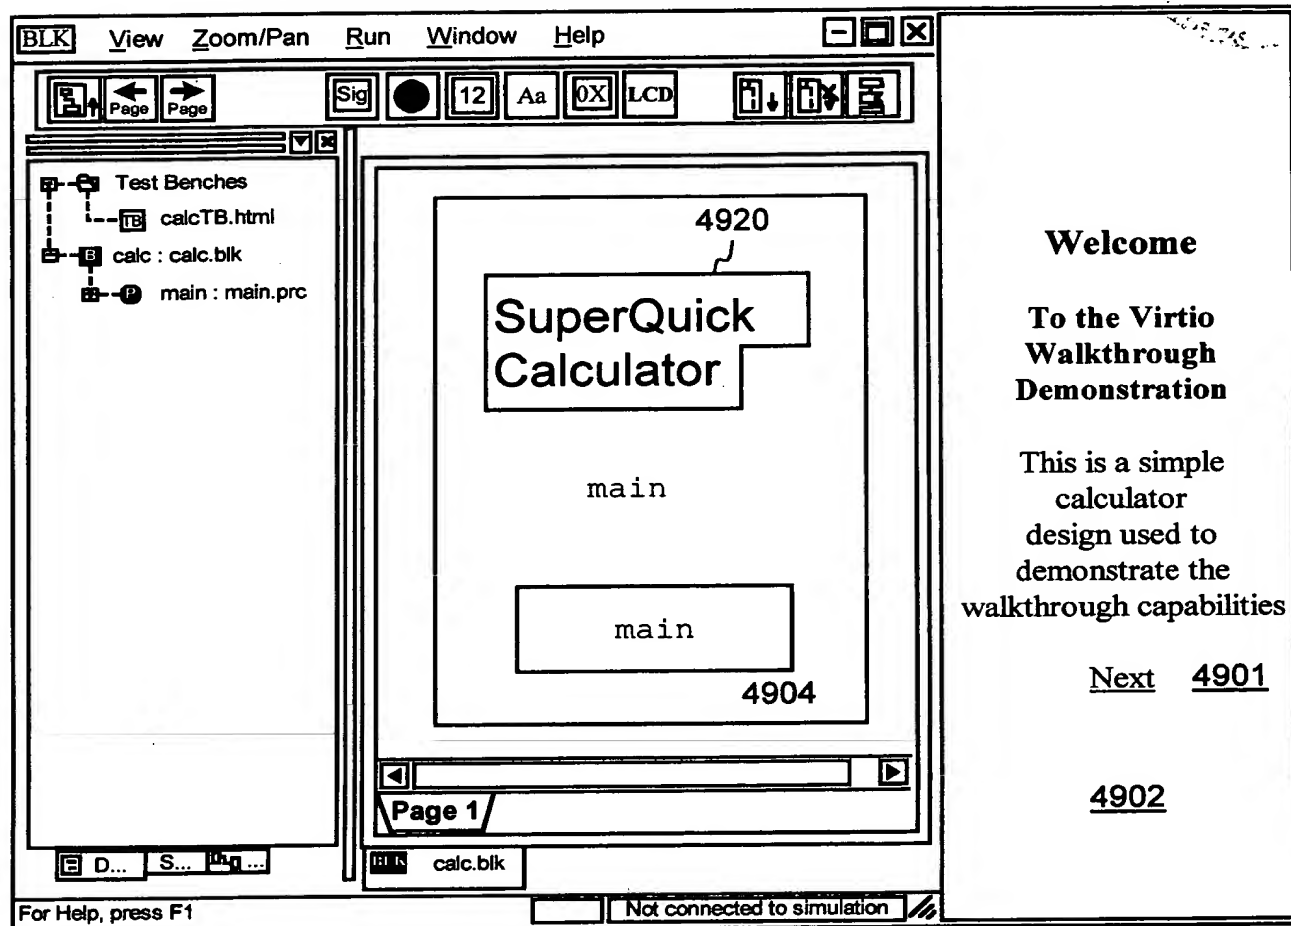 BLK View Zoom/Pan Run Window Help
Page Page Sig 12 Aa 0X LCD
Test Benches
TB calcTB.html
B calc : calc.blk
P main : main.prc
D... S... ...
For Help, press F1
4920
SuperQuick
Calculator
main
main
4904
Page 1
BLK calc.blk
Not connected to simulation
Welcome
To the Virtio
Walkthrough
Demonstration
This is a simple
calculator
design used to
demonstrate the
walkthrough capabilities
Next 4901
4902